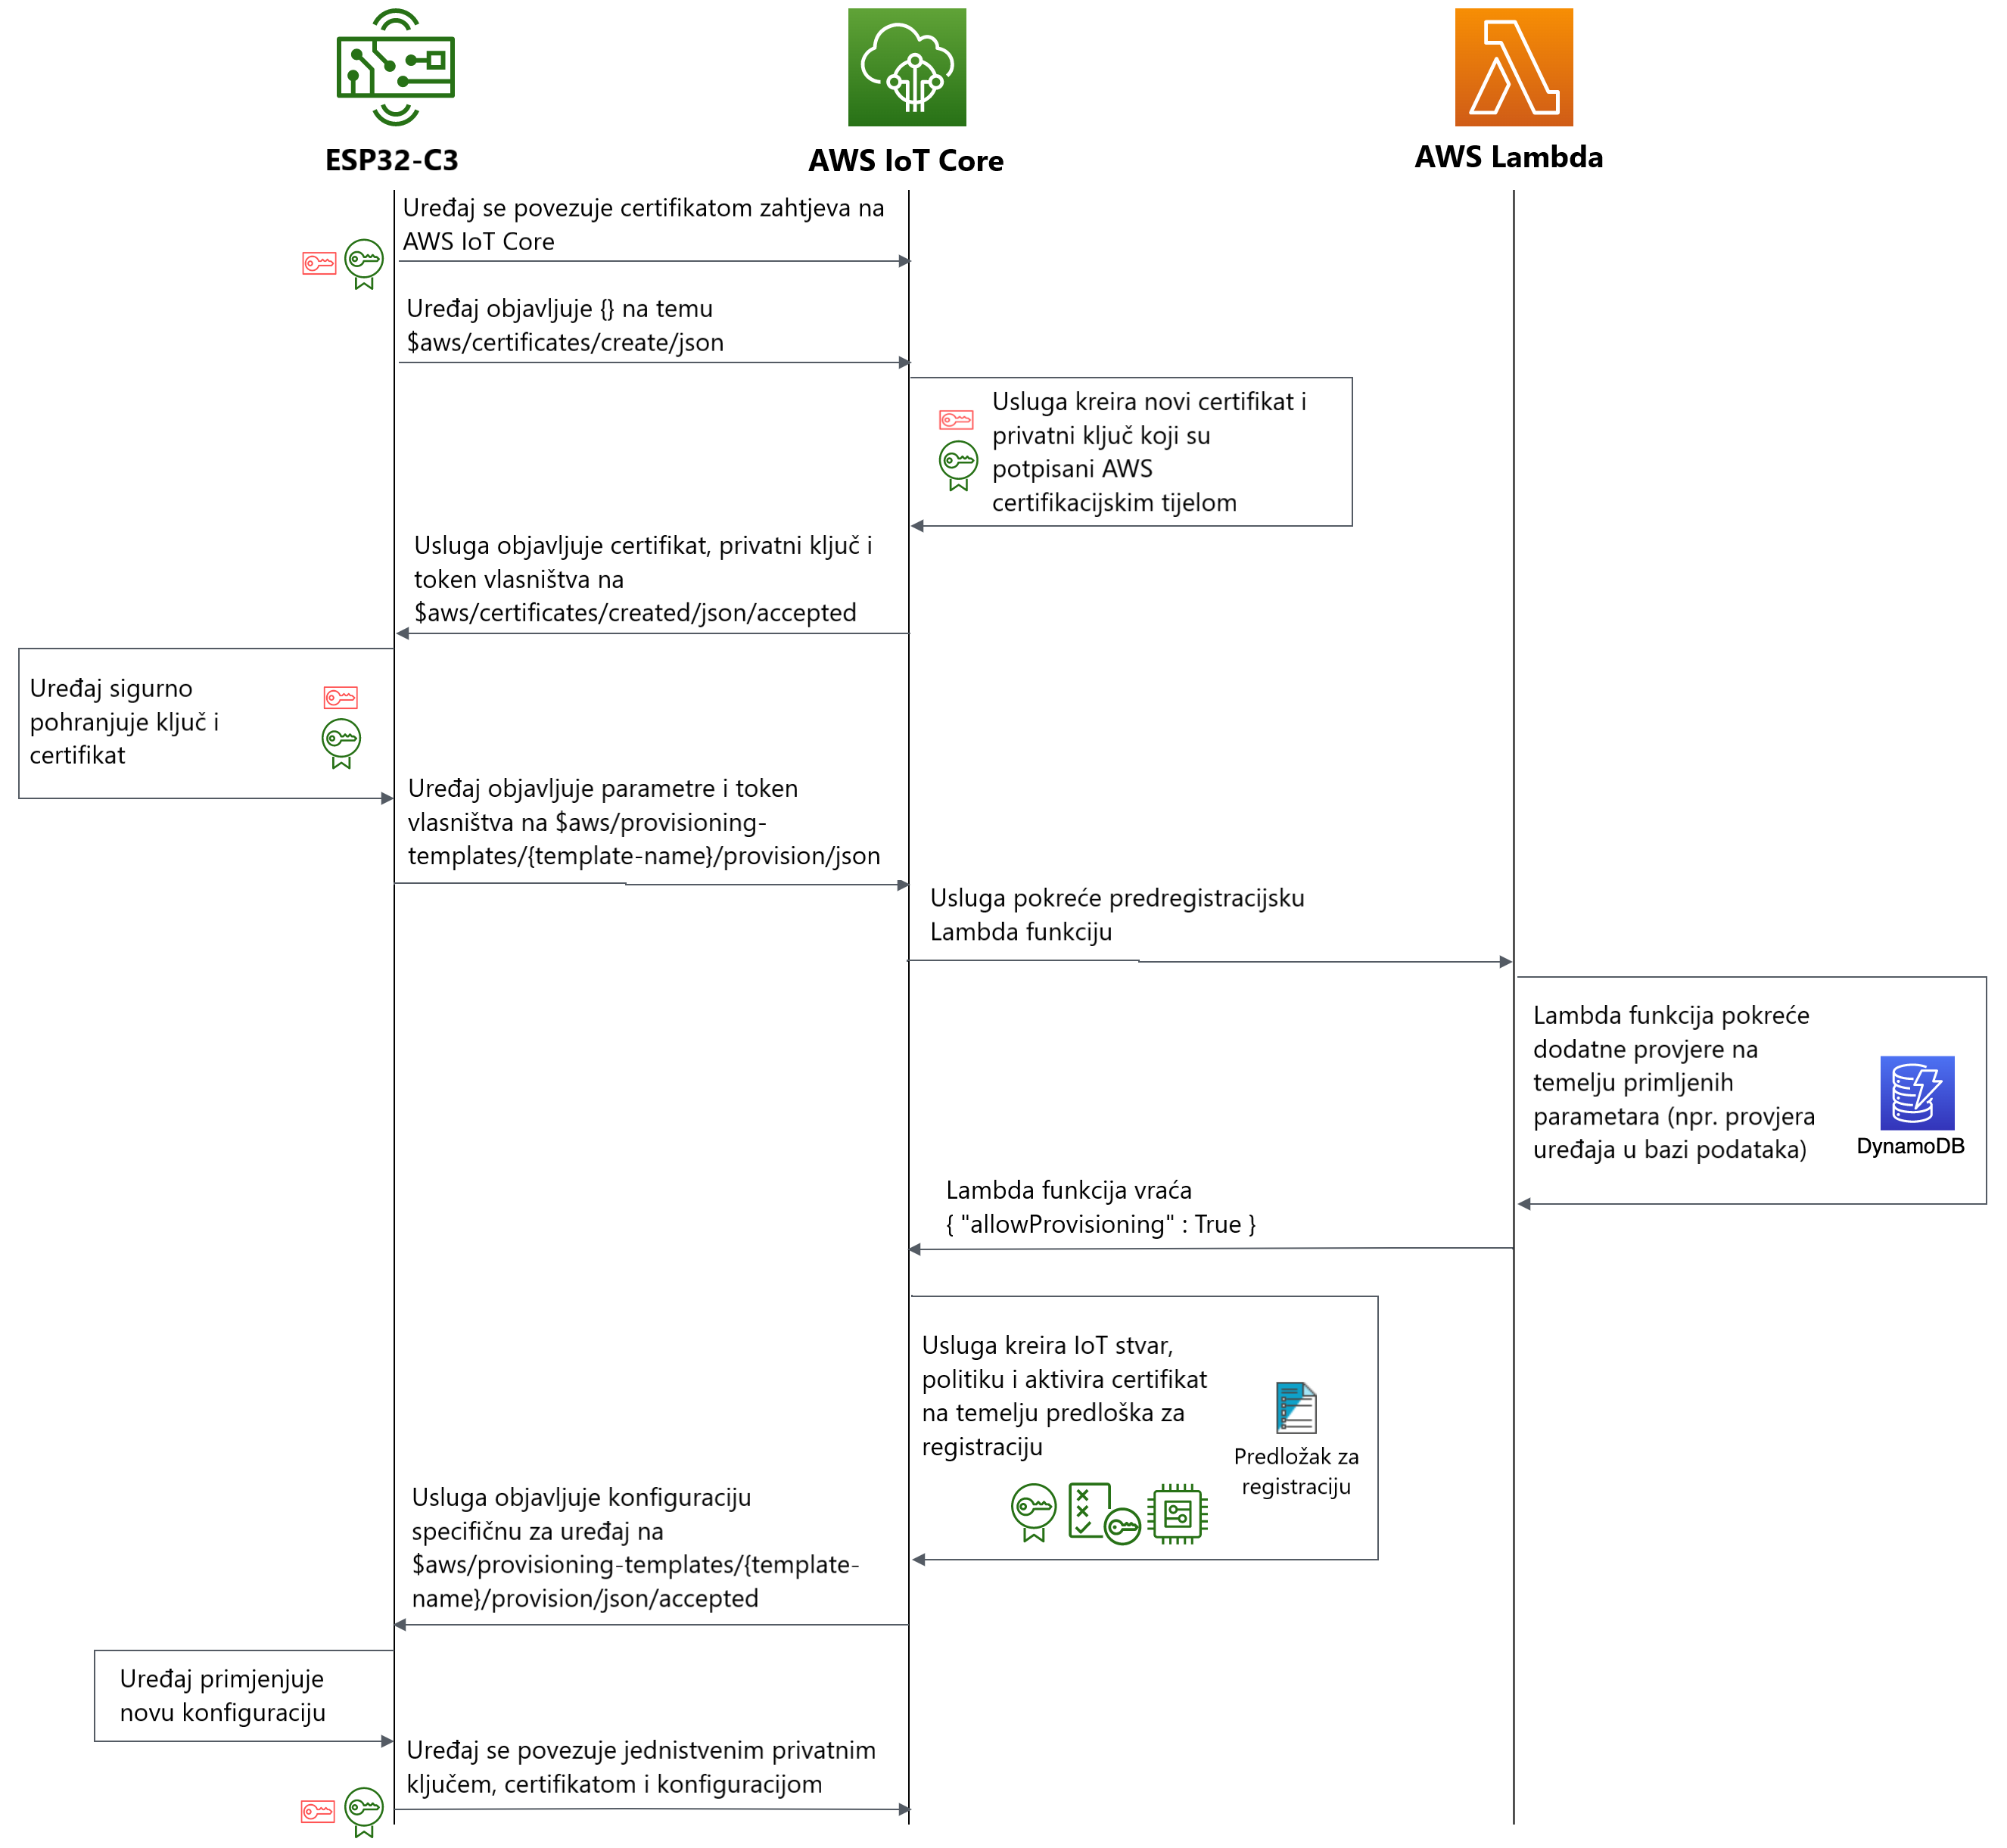 ESP32-C3
AWS IoT Core
AWS Lambda
Uređaj se povezuje certifikatom zahtjeva na
AWS IoT Core
Uređaj objavljuje {} na temu
$aws/certificates/create/json
Usluga kreira novi certifikat i
privatni ključ koji su
potpisani AWS
certifikacijskim tijelom
Usluga objavljuje certifikat, privatni ključ i
token vlasništva na
$aws/certificates/created/json/accepted
Uređaj sigurno
pohranjuje ključ i
certifikat
Uređaj objavljuje parametre i token
vlasništva na $aws/provisioning-
templates/{template-name}/provision/json
Usluga pokreće predregistracijsku
Lambda funkciju
Lambda funkcija pokreće
dodatne provjere na
temelju primljenih
parametara (npr. provjera
uređaja u bazi podataka)
DynamoDB
Lambda funkcija vraća
{ "allowProvisioning" : True }
Usluga kreira IoT stvar,
politiku i aktivira certifikat
na temelju predloška za
registraciju
Predložak za
registraciju
Usluga objavljuje konfiguraciju
specifičnu za uređaj na
$aws/provisioning-templates/{template-
name}/provision/json/accepted
Uređaj primjenjuje
novu konfiguraciju
Uređaj se povezuje jednistvenim privatnim
ključem, certifikatom i konfiguracijom